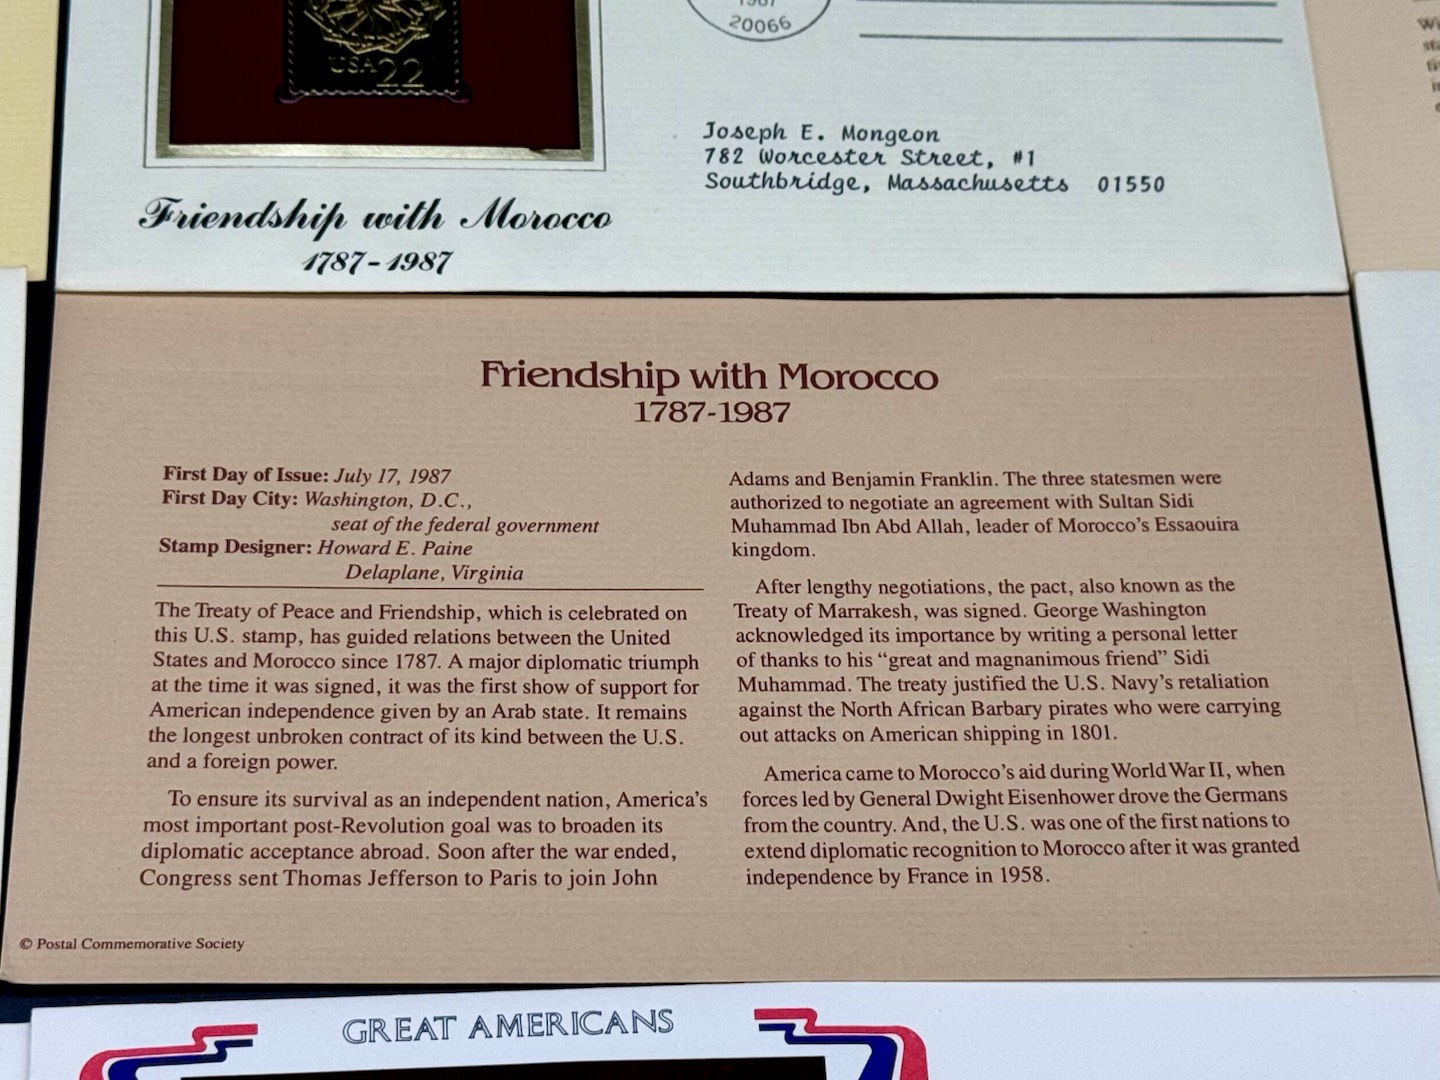 USA22
1987
20066
Joseph E. Mongeon
782 Worcester Street, #1
Southbridge, Massachusetts 01550
Friendship with Morocco
1787-1987
Friendship with Morocco
1787-1987
First Day of Issue: July 17, 1987
First Day City: Washington, D.C.,
seat of the federal government
Stamp Designer: Howard E. Paine
Delaplane, Virginia
The Treaty of Peace and Friendship, which is celebrated on
this U.S. stamp, has guided relations between the United
States and Morocco since 1787. A major diplomatic triumph
at the time it was signed, it was the first show of support for
American independence given by an Arab state. It remains
the longest unbroken contract of its kind between the U.S.
and a foreign power.
To ensure its survival as an independent nation, America's
most important post-Revolution goal was to broaden its
diplomatic acceptance abroad. Soon after the war ended,
Congress sent Thomas Jefferson to Paris to join John
Adams and Benjamin Franklin. The three statesmen were
authorized to negotiate an agreement with Sultan Sidi
Muhammad Ibn Abd Allah, leader of Morocco's Essaouira
kingdom.
After lengthy negotiations, the pact, also known as the
Treaty of Marrakesh, was signed. George Washington
acknowledged its importance by writing a personal letter
of thanks to his “great and magnanimous friend” Sidi
Muhammad. The treaty justified the U.S. Navy's retaliation
against the North African Barbary pirates who were carrying
out attacks on American shipping in 1801.
America came to Morocco's aid during World War II, when
forces led by General Dwight Eisenhower drove the Germans
from the country. And, the U.S. was one of the first nations to
extend diplomatic recognition to Morocco after it was granted
independence by France in 1958.
© Postal Commemorative Society
GREAT AMERICANS